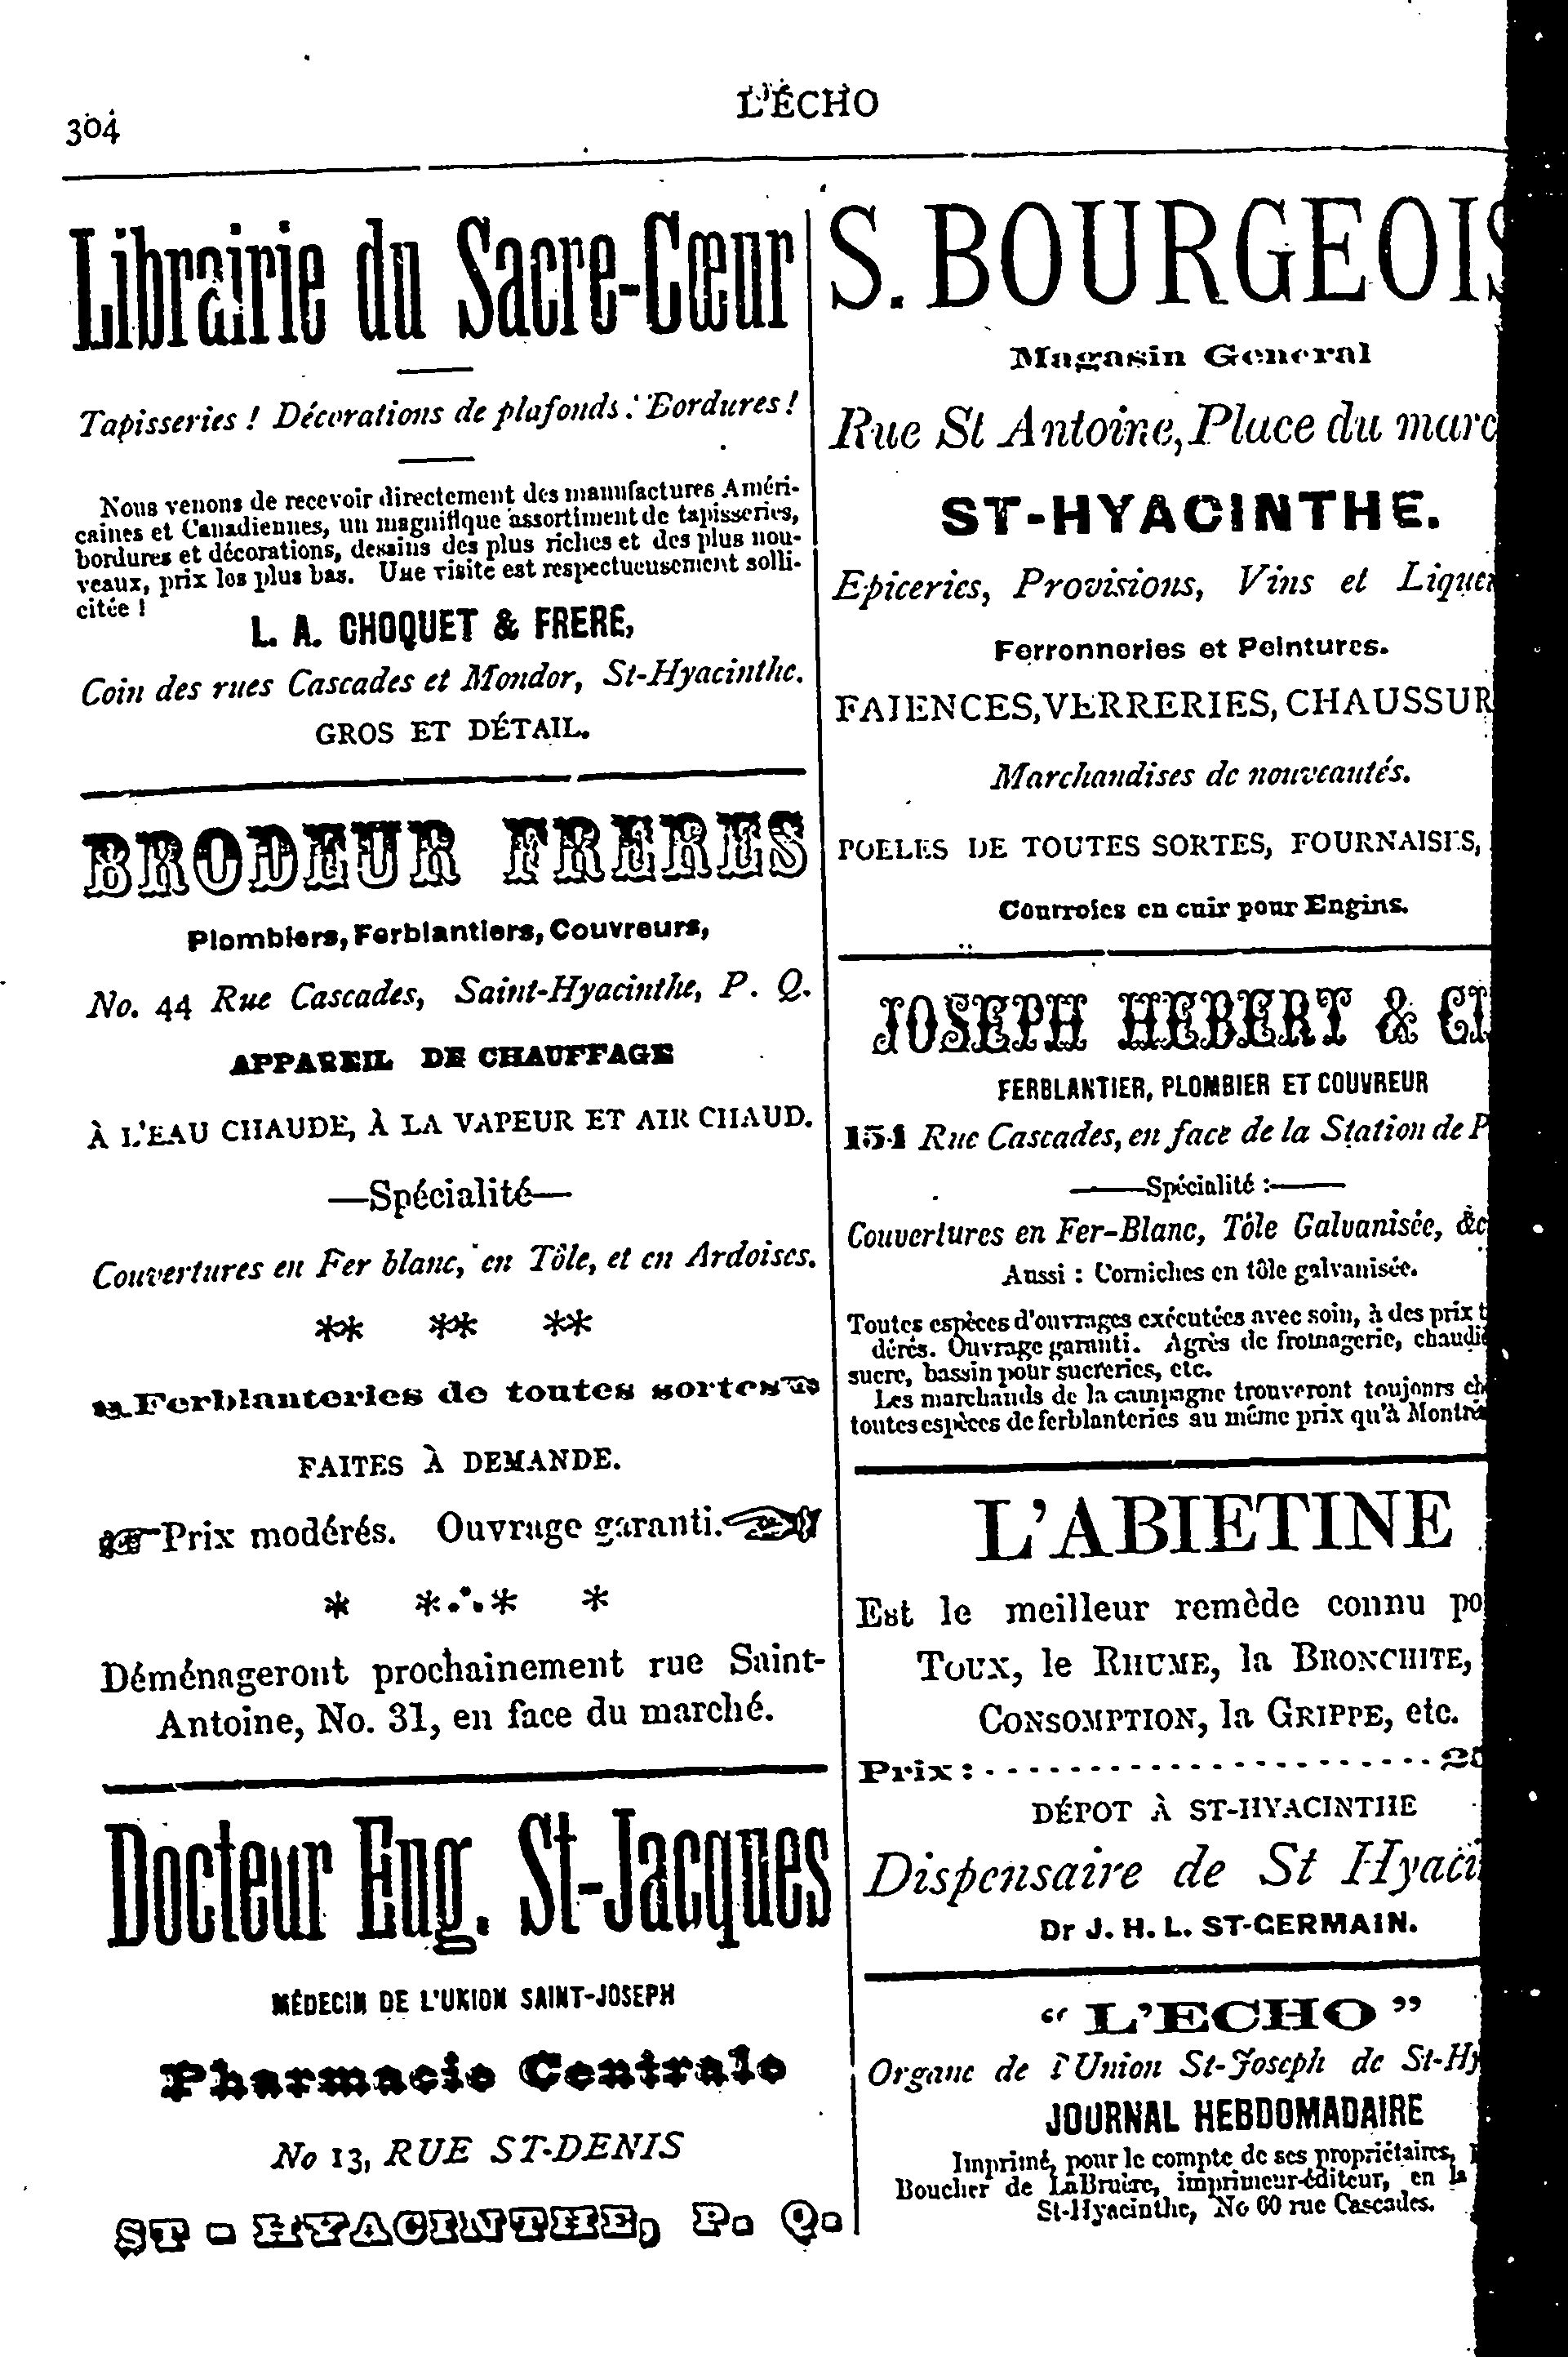 304
L'ÉCHO
Librairie du Sacre-Cœur
Tapisseries ! Décorations de plafonds ! Bordures !
Nous venons de recevoir directement des manufactures Améri-
caines et Canadiennes, un magnifique assortiment de tapisseries,
bordures et décorations, dessins des plus riches et des plus nou-
veaux, prix les plus bas. Une visite est respectueusement solli-
citée !
L. A. CHOQUET & FRERE,
Coin des rues Cascades et Mondor, St-Hyacinthe.
GROS ET DÉTAIL.
BRODEUR FRERES
Plombiers, Ferblantiers, Couvreurs,
No. 44 Rue Cascades, Saint-Hyacinthe, P. Q.
APPAREIL DE CHAUFFAGE
À L'EAU CHAUDE, À LA VAPEUR ET AIR CHAUD.
—Spécialité—
Couvertures en Fer blanc, en Tôle, et en Ardoises.
** ** **
Ferblanteries de toutes sortes
FAITES À DEMANDE.
Prix modérés. Ouvrage garanti.
Déménageront prochainement rue Saint-
Antoine, No. 31, en face du marché.
Docteur Eug. St-Jacques
MÉDECIN DE L'UNION SAINT-JOSEPH
Pharmacie Centrale
No 13, RUE ST-DENIS
ST-HYACINTHE, P. Q.
S. BOURGEOIS
Magasin General
Rue St Antoine, Place du marc
ST-HYACINTHE.
Epiceries, Provisions, Vins et Lique
Ferronneries et Peintures.
FAIENCES, VERRERIES, CHAUSSUR
Marchandises de nouveautés.
POELES DE TOUTES SORTES, FOURNAISES,
Courroies en cuir pour Engins.
JOSEPH HEBERT & CI
FERBLANTIER, PLOMBIER ET COUVREUR
151 Rue Cascades, en face de la Station de P
——Spécialité :——
Couvertures en Fer-Blanc, Tôle Galvanisée, &c
Aussi : Corniches en tôle galvanisée.
Toutes espèces d'ouvrages exécutées avec soin, à des prix t
dérés. Ouvrage garanti. Agrès de fromagerie, chaudi
sucre, bassin pour sucreries, etc.
Les marchands de la campagne trouveront toujours ch
toutes espèces de ferblanteries au même prix qu'à Montré
L'ABIETINE
Est le meilleur remède connu po
TOUX, le RHUME, la BRONCHITE,
CONSOMPTION, la GRIPPE, etc.
Prix : - - - - - - - - - - - - - - - - - - - - - - 25
DÉPOT À ST-HYACINTHE
Dispensaire de St Hyaci
Dr J. H. L. ST-GERMAIN.
" L'ECHO "
Organe de l'Union St-Joseph de St-Hy
JOURNAL HEBDOMADAIRE
Imprimé, pour le compte de ses propriétaires,
Boucher de LaBruère, imprimeur-éditeur, en la
St-Hyacinthe, No 60 rue Cascades.